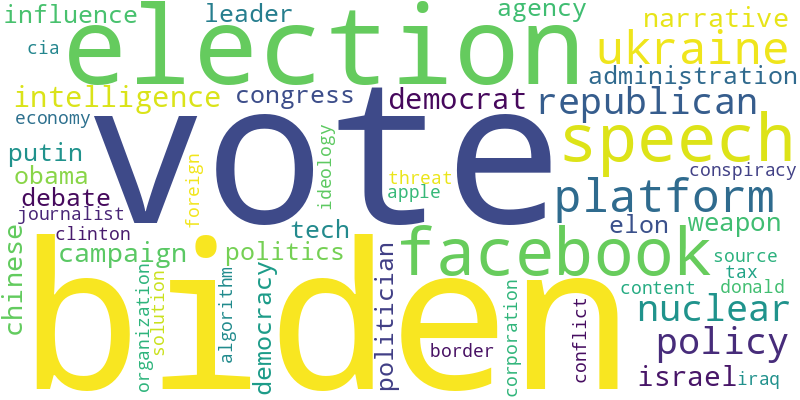 influence leader agency narrative
cia election ukraine
administration
intelligence congress democrat republican
economy vote speech
putin conspiracy
obama foreign ideology threat platform
debate apple
journalist elon weapon
clinton tech
chinese campaign politics facebook source
tax
biden content donald
organization solution algorithm democracy politician corporation conflict nuclear
border policy
israel iraq